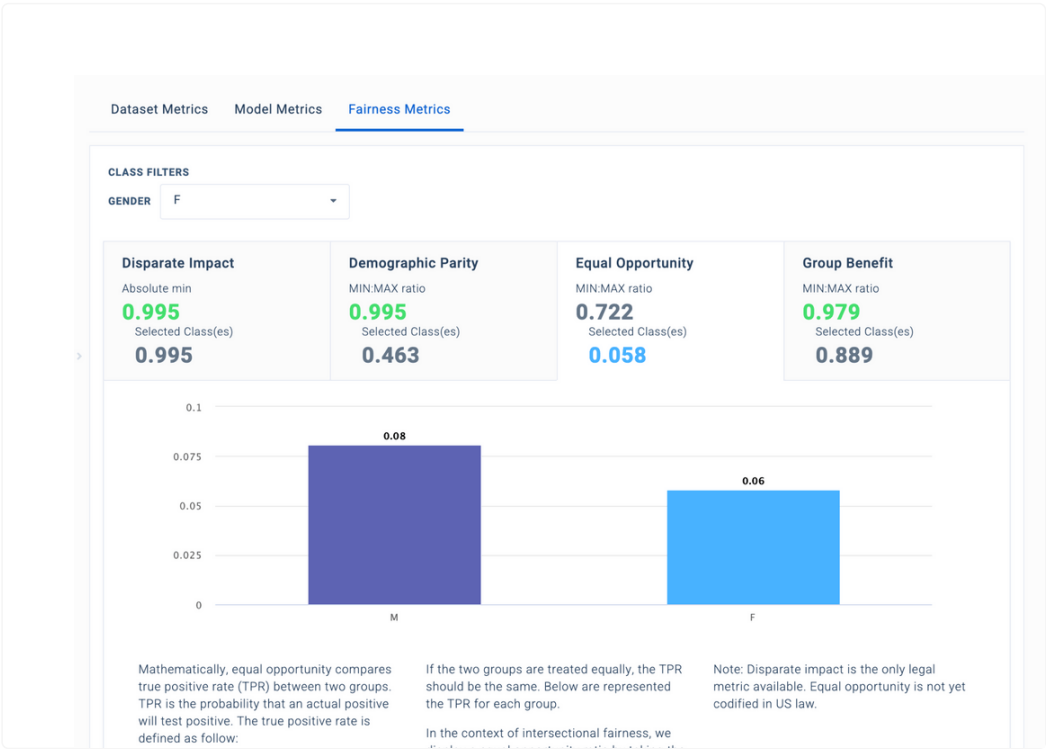 Dataset Metrics Model Metrics Fairness Metrics
CLASS FILTERS
GENDER F
Disparate Impact
Absolute min
0.995
Selected Class(es)
0.995
Demographic Parity
MIN:MAX ratio
0.995
Selected Class(es)
0.463
Equal Opportunity
MIN:MAX ratio
0.722
Selected Class(es)
0.058
Group Benefit
MIN:MAX ratio
0.979
Selected Class(es)
0.889
0.1
0.075
0.05
0.025
0
0.08
0.06
M
F
Mathematically, equal opportunity compares
true positive rate (TPR) between two groups.
TPR is the probability that an actual positive
will test positive. The true positive rate is
defined as follow:
If the two groups are treated equally, the TPR
should be the same. Below are represented
the TPR for each group.
In the context of intersectional fairness, we
Note: Disparate impact is the only legal
metric available. Equal opportunity is not yet
codified in US law.